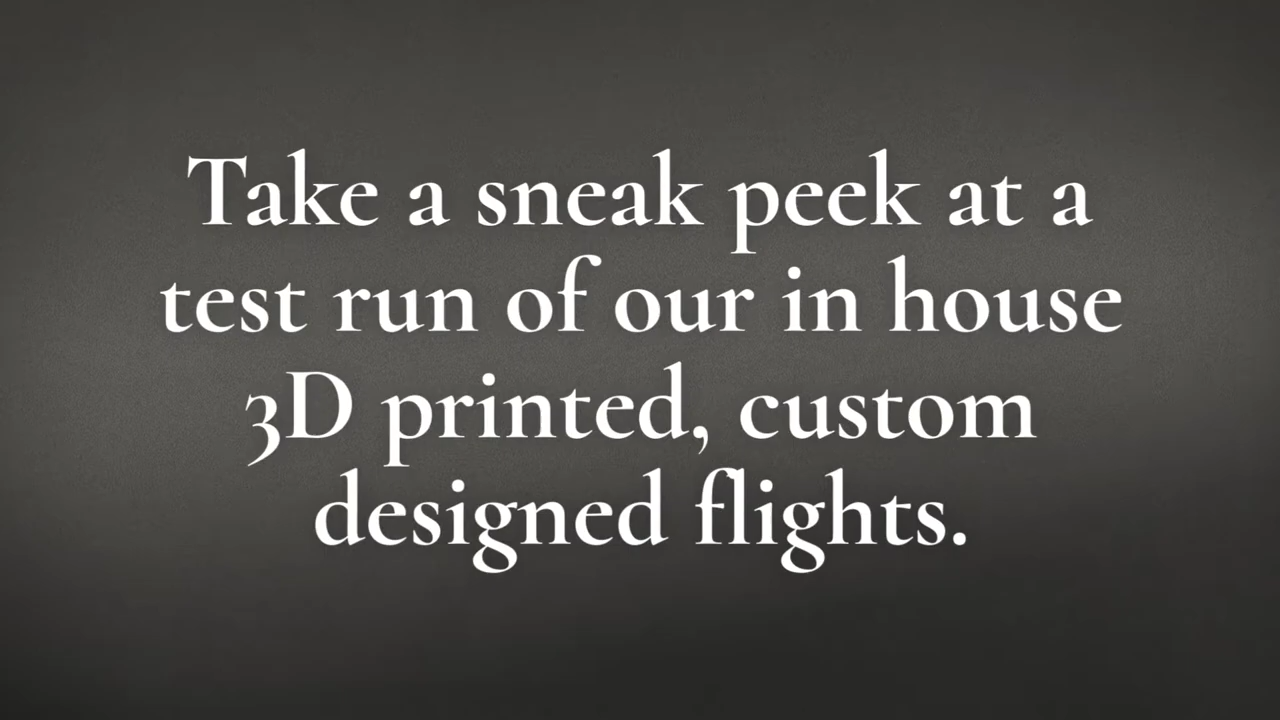 Take a sneak peek at a
test run of our in house
3D printed, custom
designed flights.